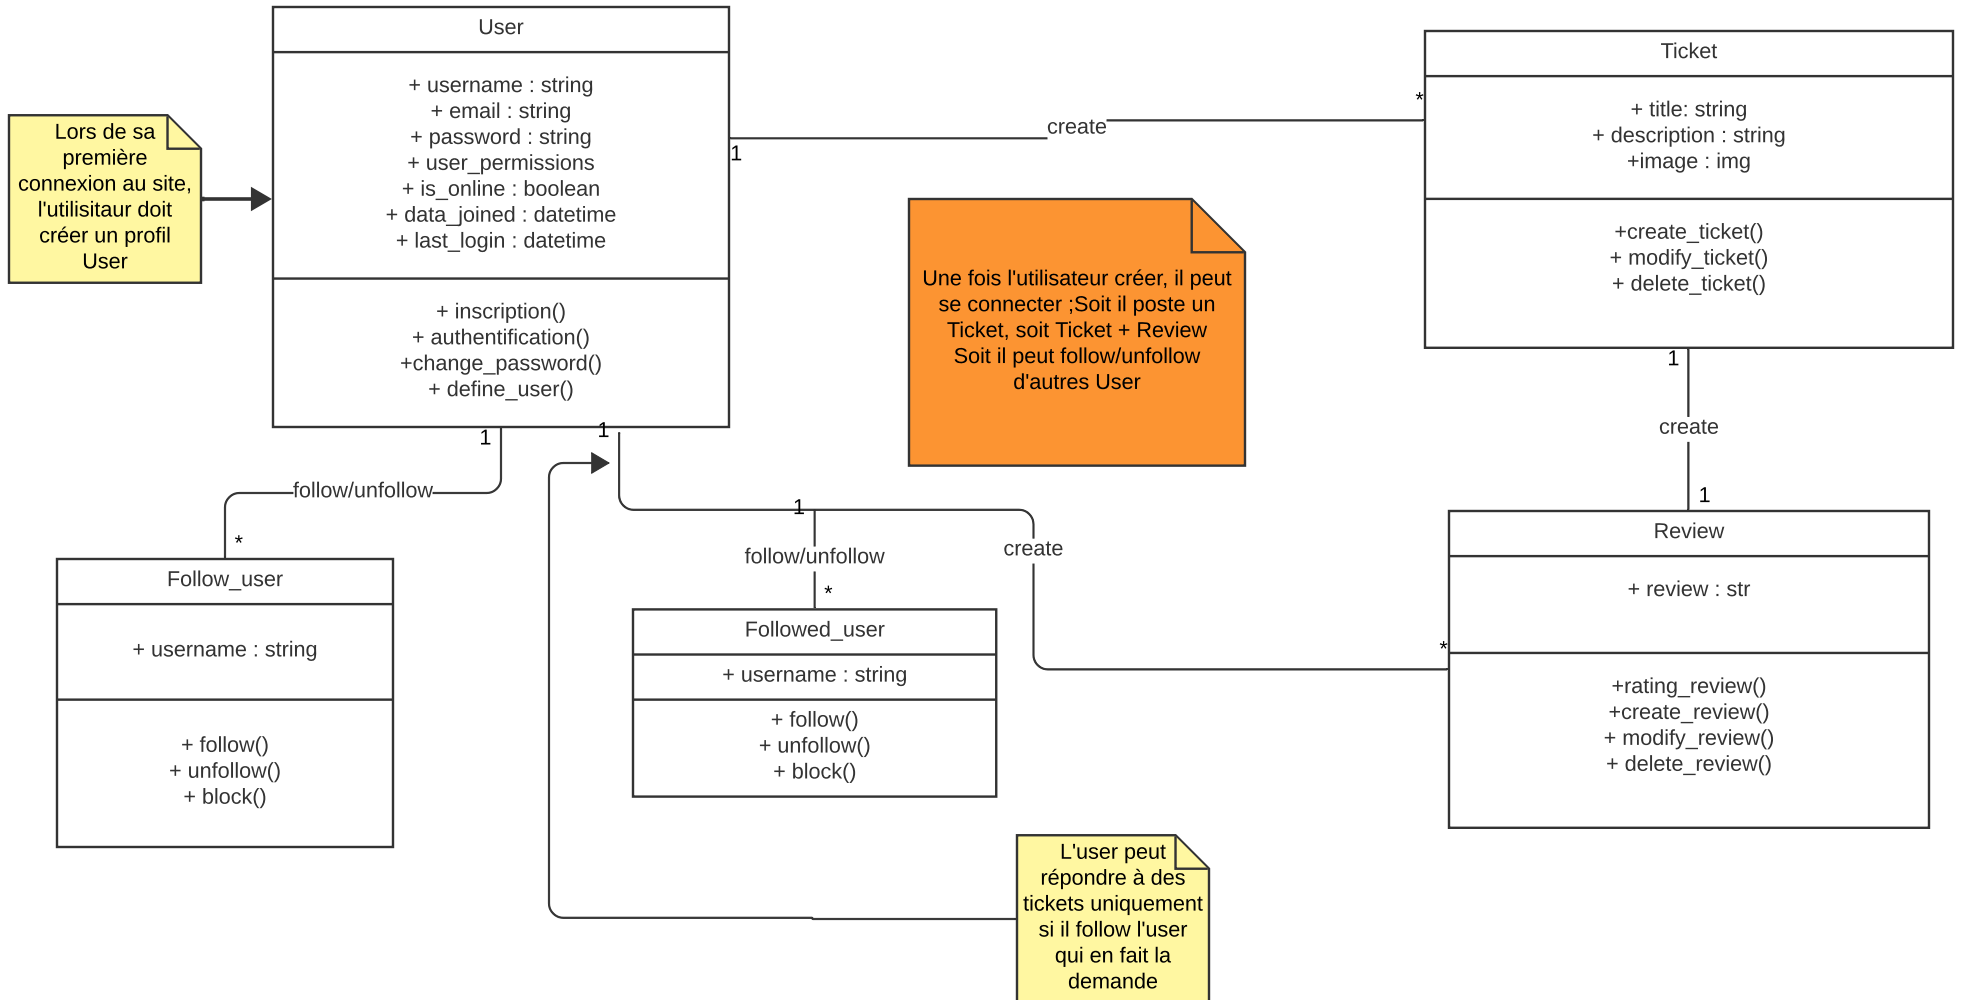 User
+ username : string
+ email : string
+ password : string
+ user_permissions
+ is_online : boolean
+ data_joined : datetime
+ last_login : datetime
+ inscription()
+ authentification()
+change_password()
+ define_user()
Lors de sa
première
connexion au site,
l'utilisitaur doit
créer un profil
User
1
create
*
Ticket
+ title: string
+ description : string
+image : img
+create_ticket()
+ modify_ticket()
+ delete_ticket()
Une fois l'utilisateur créer, il peut
se connecter ;Soit il poste un
Ticket, soit Ticket + Review
Soit il peut follow/unfollow
d'autres User
1
create
1
1
follow/unfollow
*
Follow_user
+ username : string
+ follow()
+ unfollow()
+ block()
1
1
follow/unfollow
*
Followed_user
+ username : string
+ follow()
+ unfollow()
+ block()
create
*
Review
+ review : str
+rating_review()
+create_review()
+ modify_review()
+ delete_review()
L'user peut
répondre à des
tickets uniquement
si il follow l'user
qui en fait la
demande